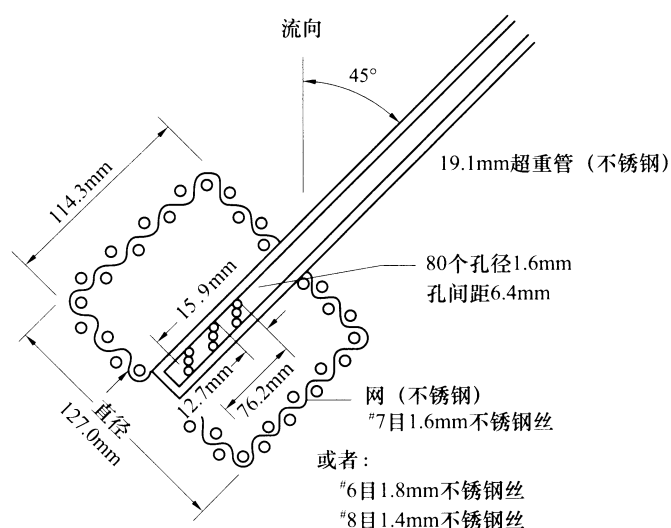 流向
45°
114.3mm
19.1mm超重管（不锈钢）
15.9mm
80个孔径1.6mm
孔间距6.4mm
12.7mm
76.2mm
直径
127.0mm
网（不锈钢）
#7目1.6mm不锈钢丝
或者：
#6目1.8mm不锈钢丝
#8目1.4mm不锈钢丝